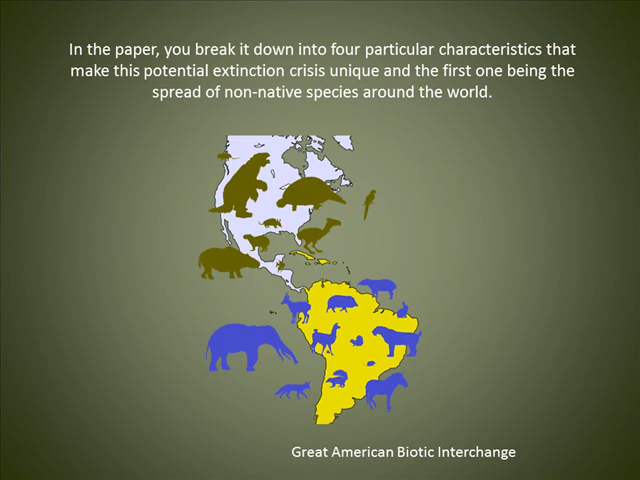 In the paper, you break it down into four particular characteristics that
make this potential extinction crisis unique and the first one being the
spread of non-native species around the world.
Great American Biotic Interchange